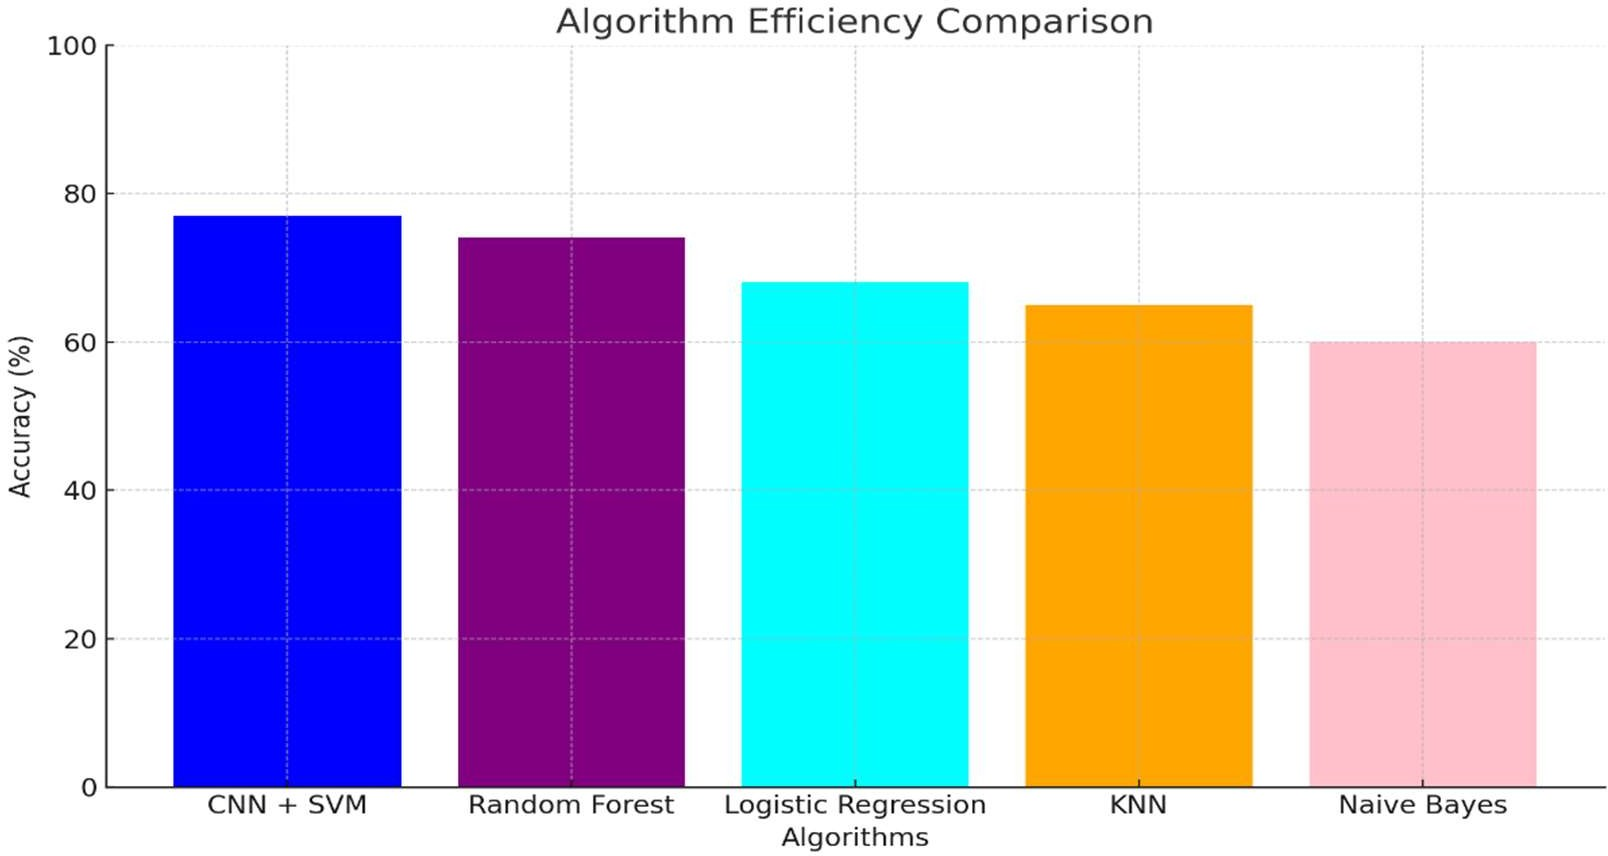 Algorithm Efficiency Comparison
Accuracy (%)
100
80
60
40
20
0
CNN + SVM
Random Forest
Logistic Regression
KNN
Naive Bayes
Algorithms